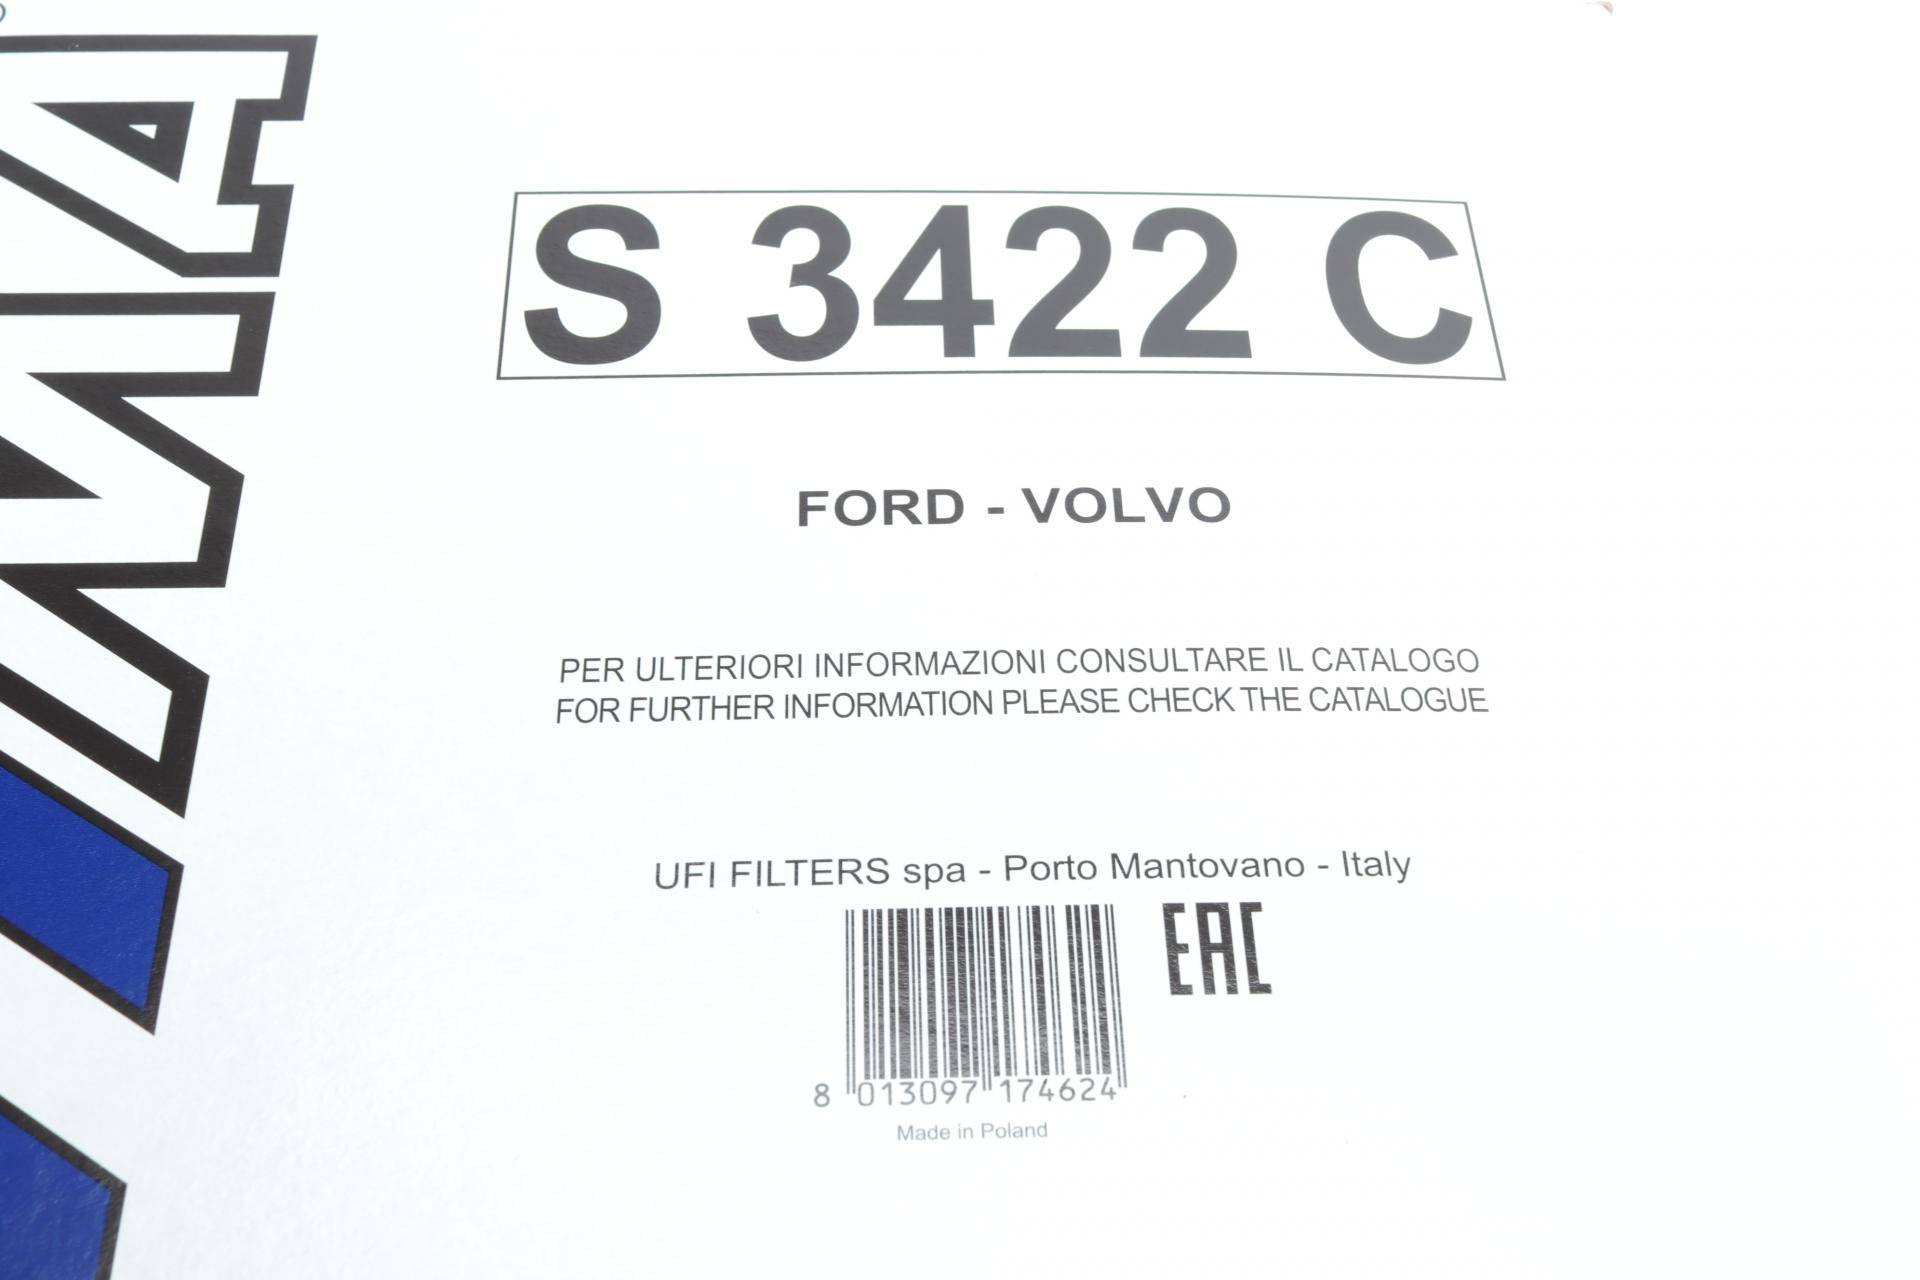 S 3422 C
FORD - VOLVO
PER ULTERIORI INFORMAZIONI CONSULTARE IL CATALOGO
FOR FURTHER INFORMATION PLEASE CHECK THE CATALOGUE
UFI FILTERS spa - Porto Mantovano - Italy
EAC
8 013097 174624
Made in Poland